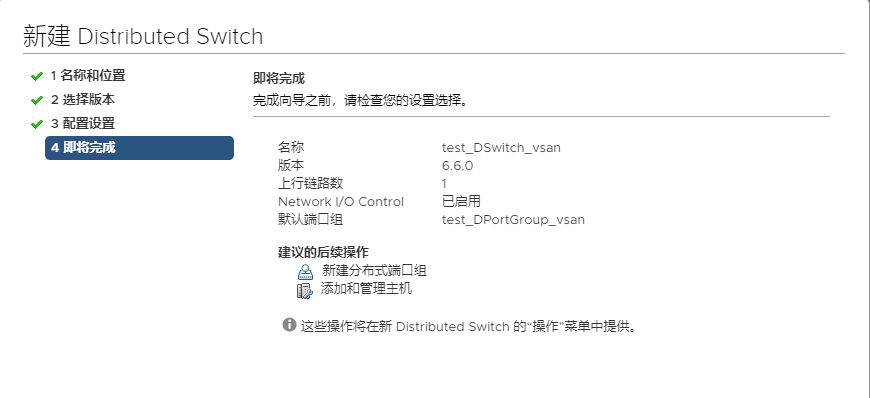 新建 Distributed Switch
1 名称和位置
2 选择版本
3 配置设置
4 即将完成
即将完成
完成向导之前，请检查您的设置选择。
名称 test_DSwitch_vsan
版本 6.6.0
上行链路数 1
Network I/O Control 已启用
默认端口组 test_DPortGroup_vsan
建议的后续操作
新建分布式端口组
添加和管理主机
这些操作将在新 Distributed Switch 的“操作”菜单中提供。